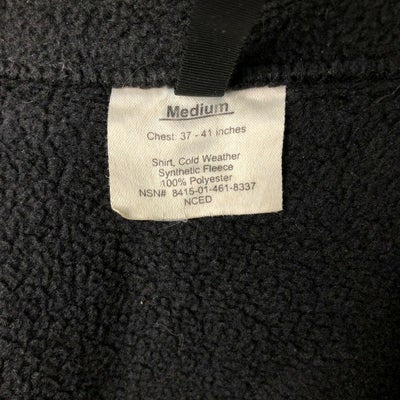 Medium
Chest: 37 - 41 inches
Shirt, Cold Weather
Synthetic Fleece
100% Polyester
NSN# 8415-01-461-8337
NCED